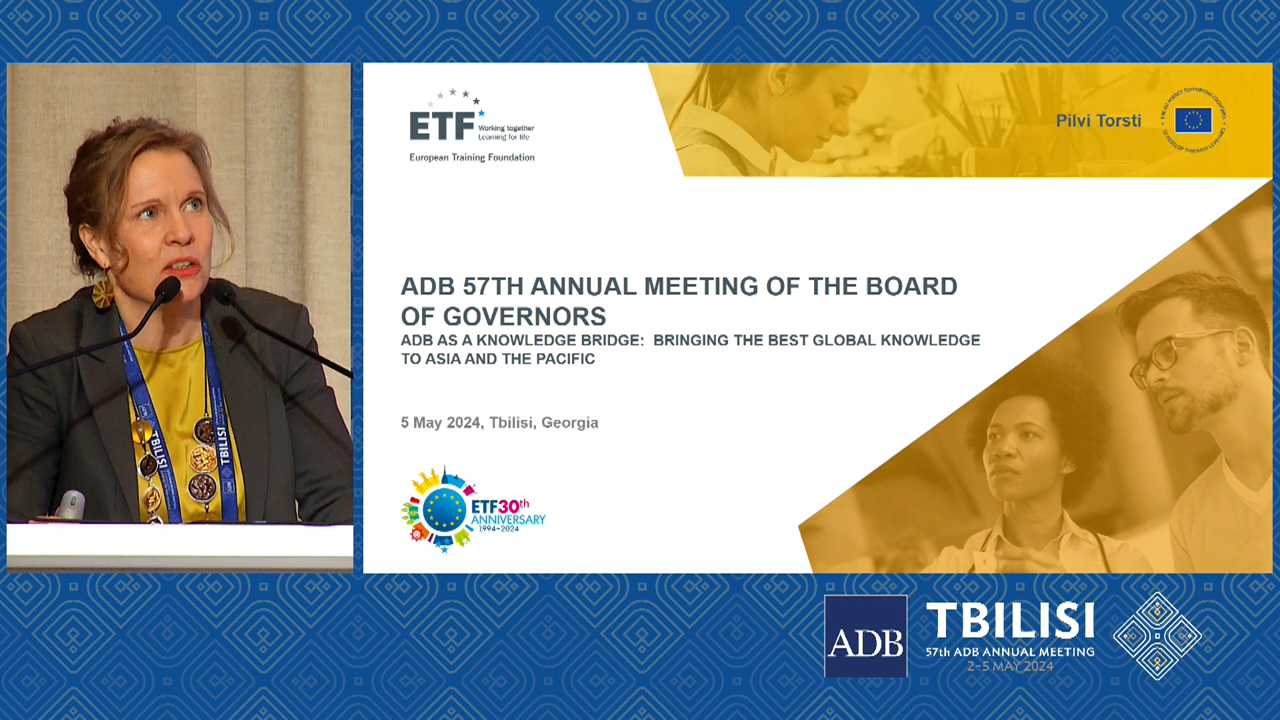 ETF
Working together
Learning for life
European Training Foundation
Pilvi Torsti
ADB 57TH ANNUAL MEETING OF THE BOARD
OF GOVERNORS
ADB AS A KNOWLEDGE BRIDGE: BRINGING THE BEST GLOBAL KNOWLEDGE
TO ASIA AND THE PACIFIC
5 May 2024, Tbilisi, Georgia
ETF30th
ANNIVERSARY
1994-2024
TBILISI
TBILISI
ADB
TBILISI
57th ADB ANNUAL MEETING
2-5 MAY 2024